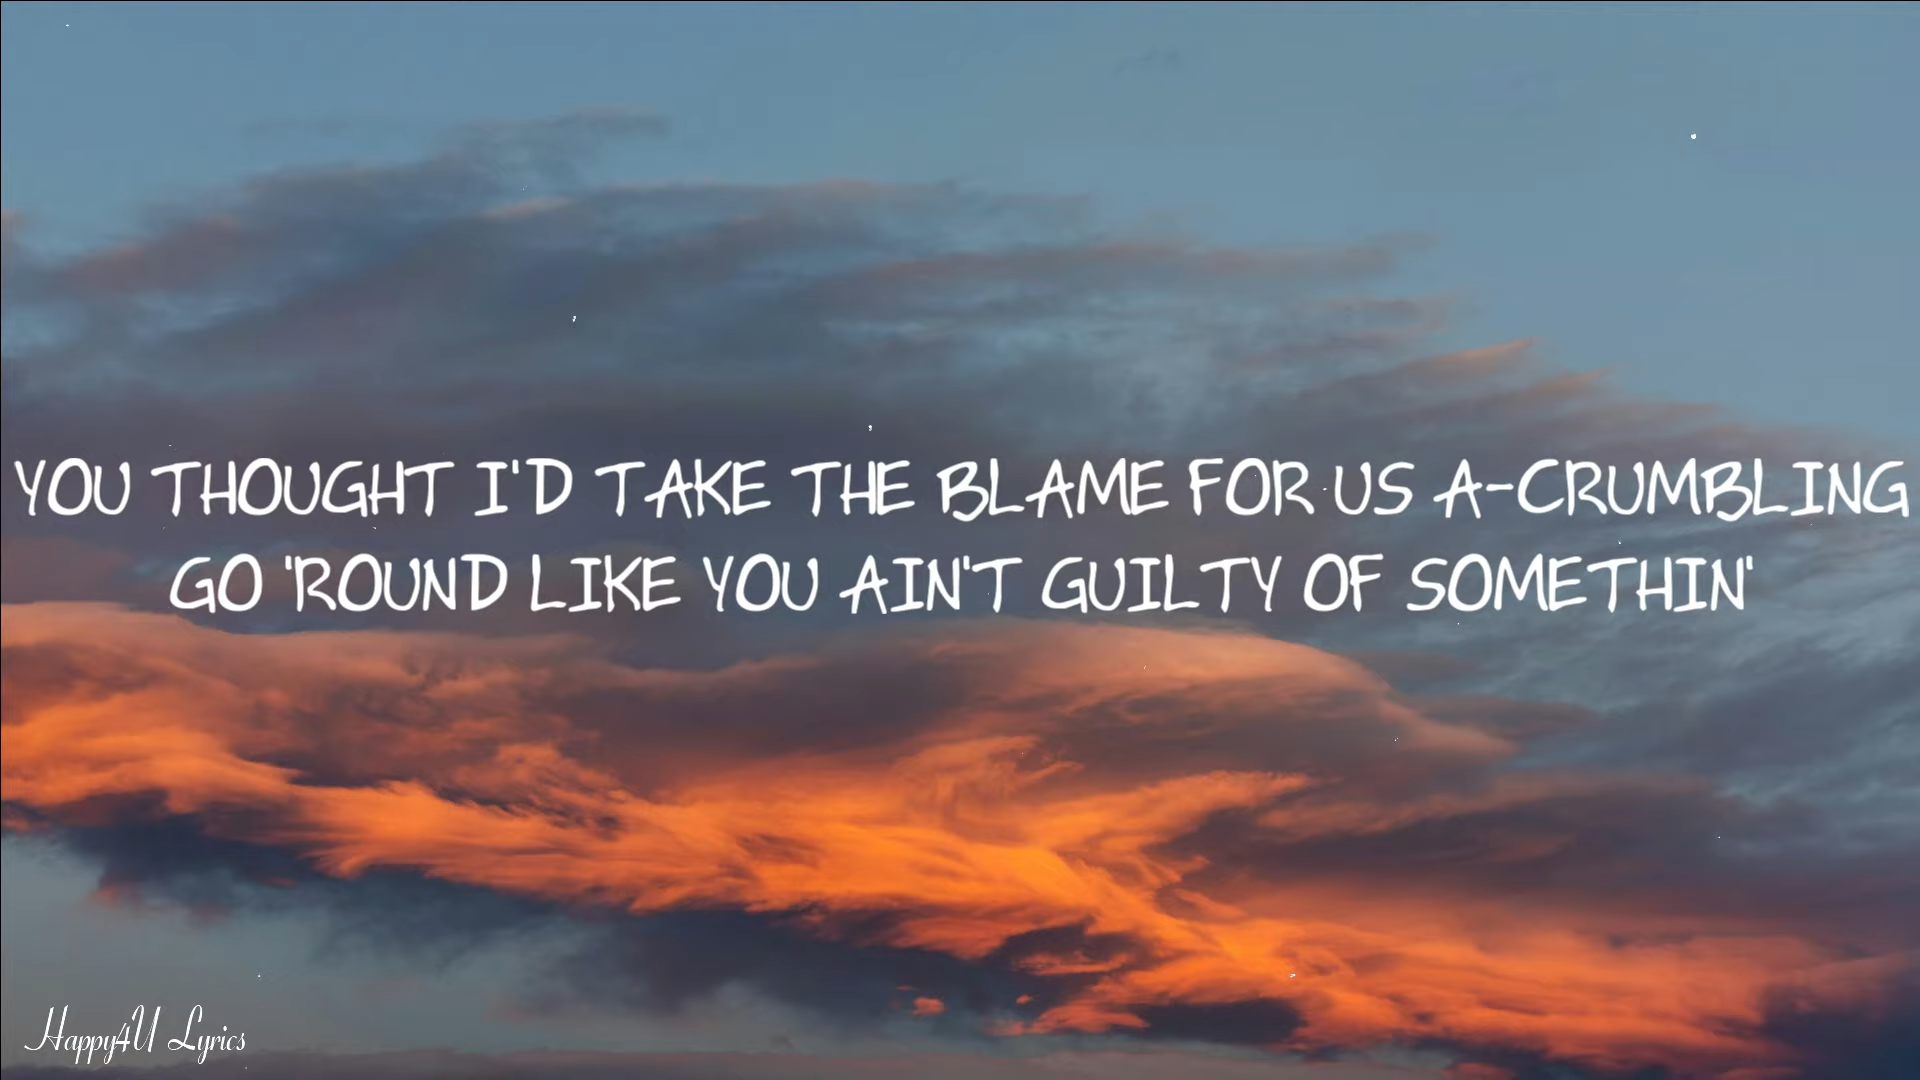 YOU THOUGHT I'D TAKE THE BLAME FOR US A-CRUMBLING
GO 'ROUND LIKE YOU AIN'T GUILTY OF SOMETHIN'
Happy4U Lyrics